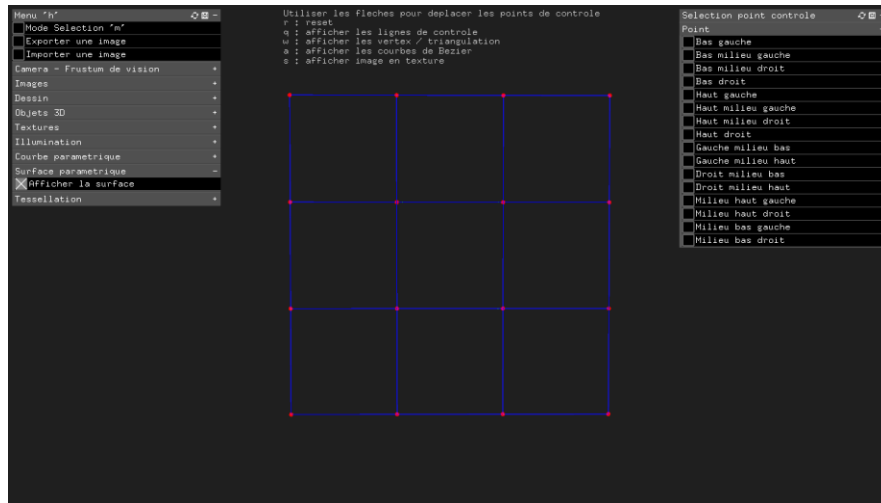 Menu "h"
Mode Selection "m"
Exporter une image
Importer une image
Camera - Frustum de vision +
Images +
Dessin +
Objets 3D +
Textures +
Illumination +
Courbe parametrique +
Surface parametrique -
Afficher la surface
Tessellation +
Utiliser les fleches pour deplacer les points de controle
r : reset
q : afficher les lignes de controle
w : afficher les vertex / triangulation
a : afficher les courbes de Bezier
s : afficher image en texture
Selection point controle
Point
Bas gauche
Bas milieu gauche
Bas milieu droit
Bas droit
Haut gauche
Haut milieu gauche
Haut milieu droit
Haut droit
Gauche milieu bas
Gauche milieu haut
Droit milieu bas
Droit milieu haut
Milieu haut gauche
Milieu haut droit
Milieu bas gauche
Milieu bas droit